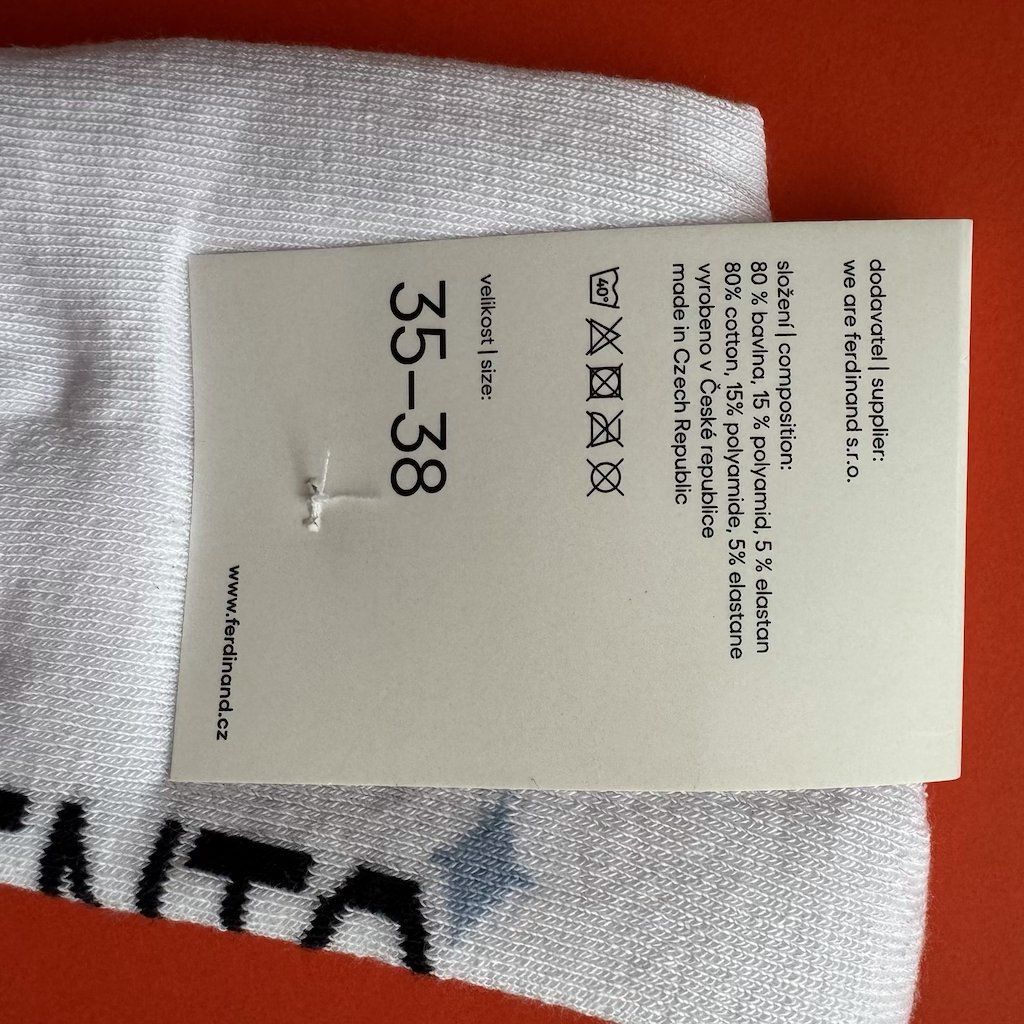 dodavatel | supplier:
we are ferdinand s.r.o.
složení | composition:
80 % bavlna, 15 % polyamid, 5 % elastan
80% cotton, 15% polyamide, 5% elastane
vyrobeno v České republice
made in Czech Republic
40°
velikost | size:
35–38
www.ferdinand.cz